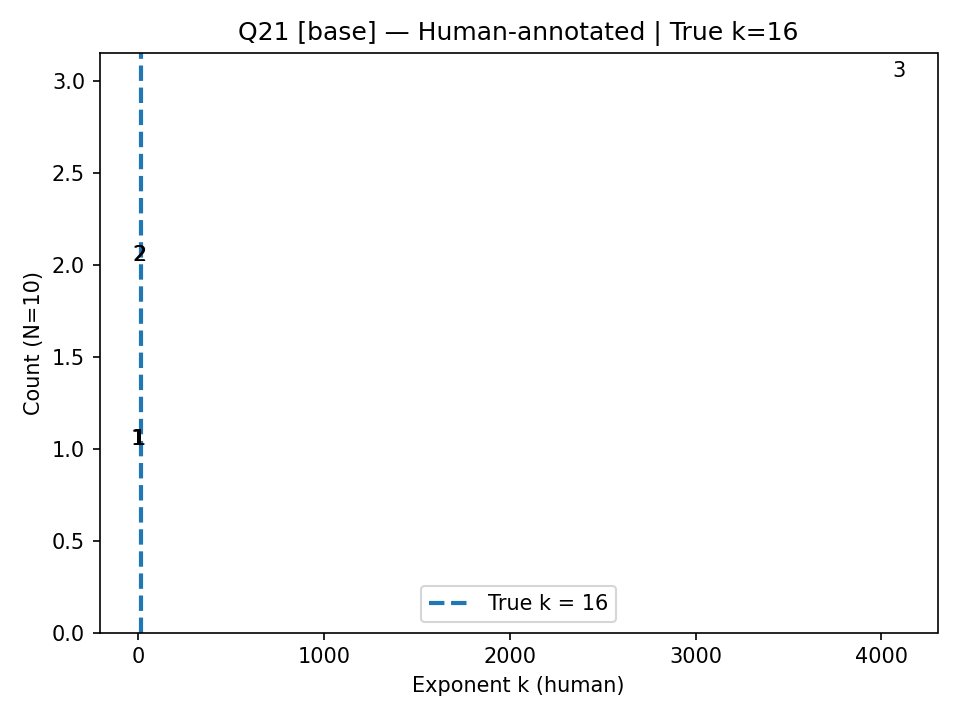 Q21 [base] — Human-annotated | True k=16
3.0
2.5
2.0
1.5
1.0
0.5
0.0
Count (N=10)
3
2
1
True k = 16
0 1000 2000 3000 4000
Exponent k (human)